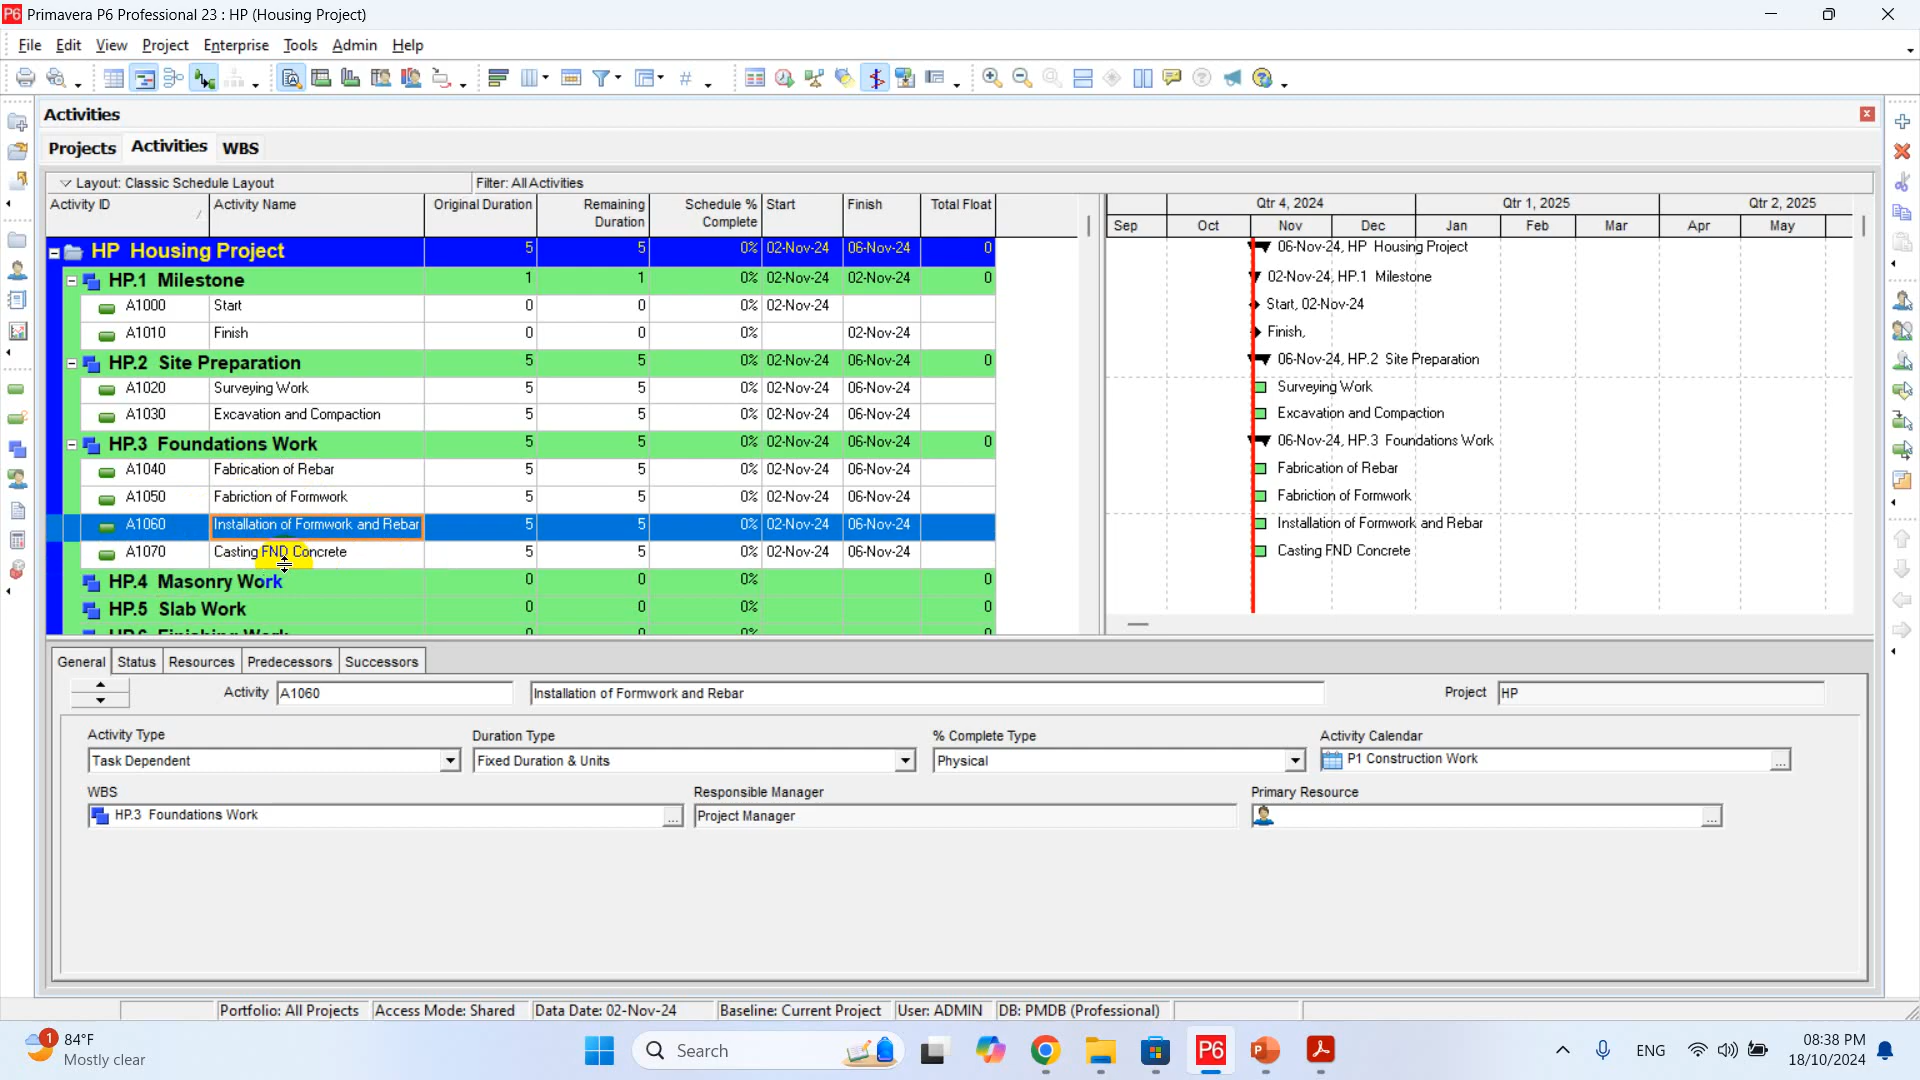 Primavera P6 Professional 23 : HP (Housing Project)
File Edit View Project Enterprise Tools Admin Help
Activities
Projects Activities WBS
Layout: Classic Schedule Layout Filter: All Activities
Activity ID Activity Name Original Duration Remaining Duration Schedule % Complete Start Finish Total Float
Qtr 4, 2024 Qtr 1, 2025 Qtr 2, 2025
Sep Oct Nov Dec Jan Feb Mar Apr May
HP Housing Project 5 5 0% 02-Nov-24 06-Nov-24 0 06-Nov-24, HP Housing Project
HP.1 Milestone 1 1 0% 02-Nov-24 02-Nov-24 0 02-Nov-24, HP.1 Milestone
A1000 Start 0 0 0% 02-Nov-24 Start, 02-Nov-24
A1010 Finish 0 0 0% 02-Nov-24 Finish,
HP.2 Site Preparation 5 5 0% 02-Nov-24 06-Nov-24 0 06-Nov-24, HP.2 Site Preparation
A1020 Surveying Work 5 5 0% 02-Nov-24 06-Nov-24 Surveying Work
A1030 Excavation and Compaction 5 5 0% 02-Nov-24 06-Nov-24 Excavation and Compaction
HP.3 Foundations Work 5 5 0% 02-Nov-24 06-Nov-24 0 06-Nov-24, HP.3 Foundations Work
A1040 Fabrication of Rebar 5 5 0% 02-Nov-24 06-Nov-24 Fabrication of Rebar
A1050 Fabriction of Formwork 5 5 0% 02-Nov-24 06-Nov-24 Fabriction of Formwork
A1060 Installation of Formwork and Rebar 5 5 0% 02-Nov-24 06-Nov-24 Installation of Formwork and Rebar
A1070 Casting FND Concrete 5 5 0% 02-Nov-24 06-Nov-24 Casting FND Concrete
HP.4 Masonry Work 0 0 0% 0
HP.5 Slab Work 0 0 0% 0
HP.6 Finishing Work 0 0 0% 0
General Status Resources Predecessors Successors
Activity A1060 Installation of Formwork and Rebar Project HP
Activity Type Duration Type % Complete Type Activity Calendar
Task Dependent Fixed Duration & Units Physical P1 Construction Work
WBS Responsible Manager Primary Resource
HP.3 Foundations Work Project Manager
Portfolio: All Projects Access Mode: Shared Data Date: 02-Nov-24 Baseline: Current Project User: ADMIN DB: PMDB (Professional)
1 84°F
Mostly clear
Search
P6
ENG
08:38 PM
18/10/2024